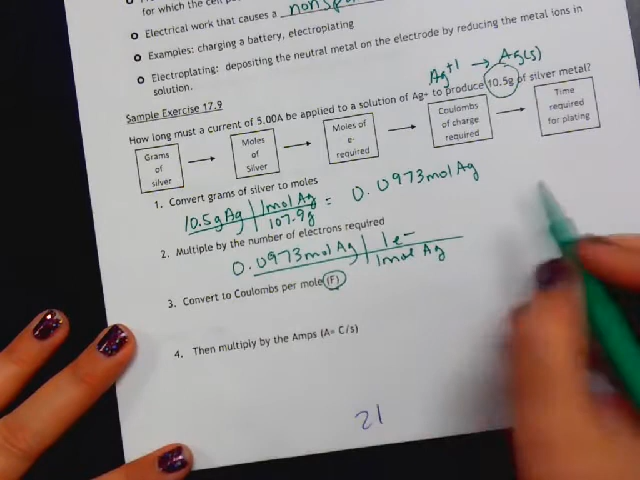 for which the cell
Electrical work that causes a nonspon
Examples: charging a battery, electroplating
Electroplating: depositing the neutral metal on the electrode by reducing the metal ions in
solution.
Ag+1 → Ag(s)
Sample Exercise 17.9
How long must a current of 5.00A be applied to a solution of Ag+ to produce 10.5g of silver metal?
Grams of silver → Moles of Silver → Moles of e- required → Coulombs of charge required → Time required for plating
1. Convert grams of silver to moles
10.5g Ag | 1mol Ag / 107.9g = 0.0973mol Ag
2. Multiple by the number of electrons required
0.0973mol Ag | 1e- / 1mol Ag
3. Convert to Coulombs per mole (F)
4. Then multiply by the Amps (A= C/s)
21